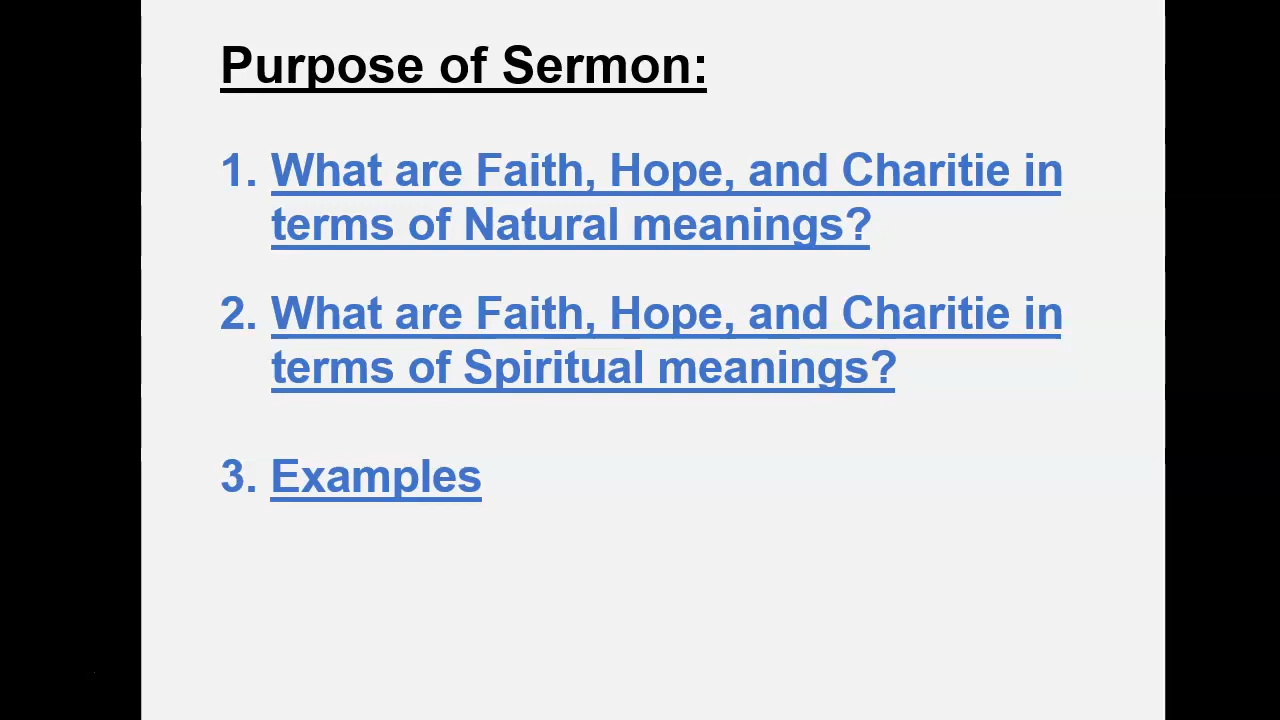 Purpose of Sermon:
1. What are Faith, Hope, and Charitie in
terms of Natural meanings?
2. What are Faith, Hope, and Charitie in
terms of Spiritual meanings?
3. Examples